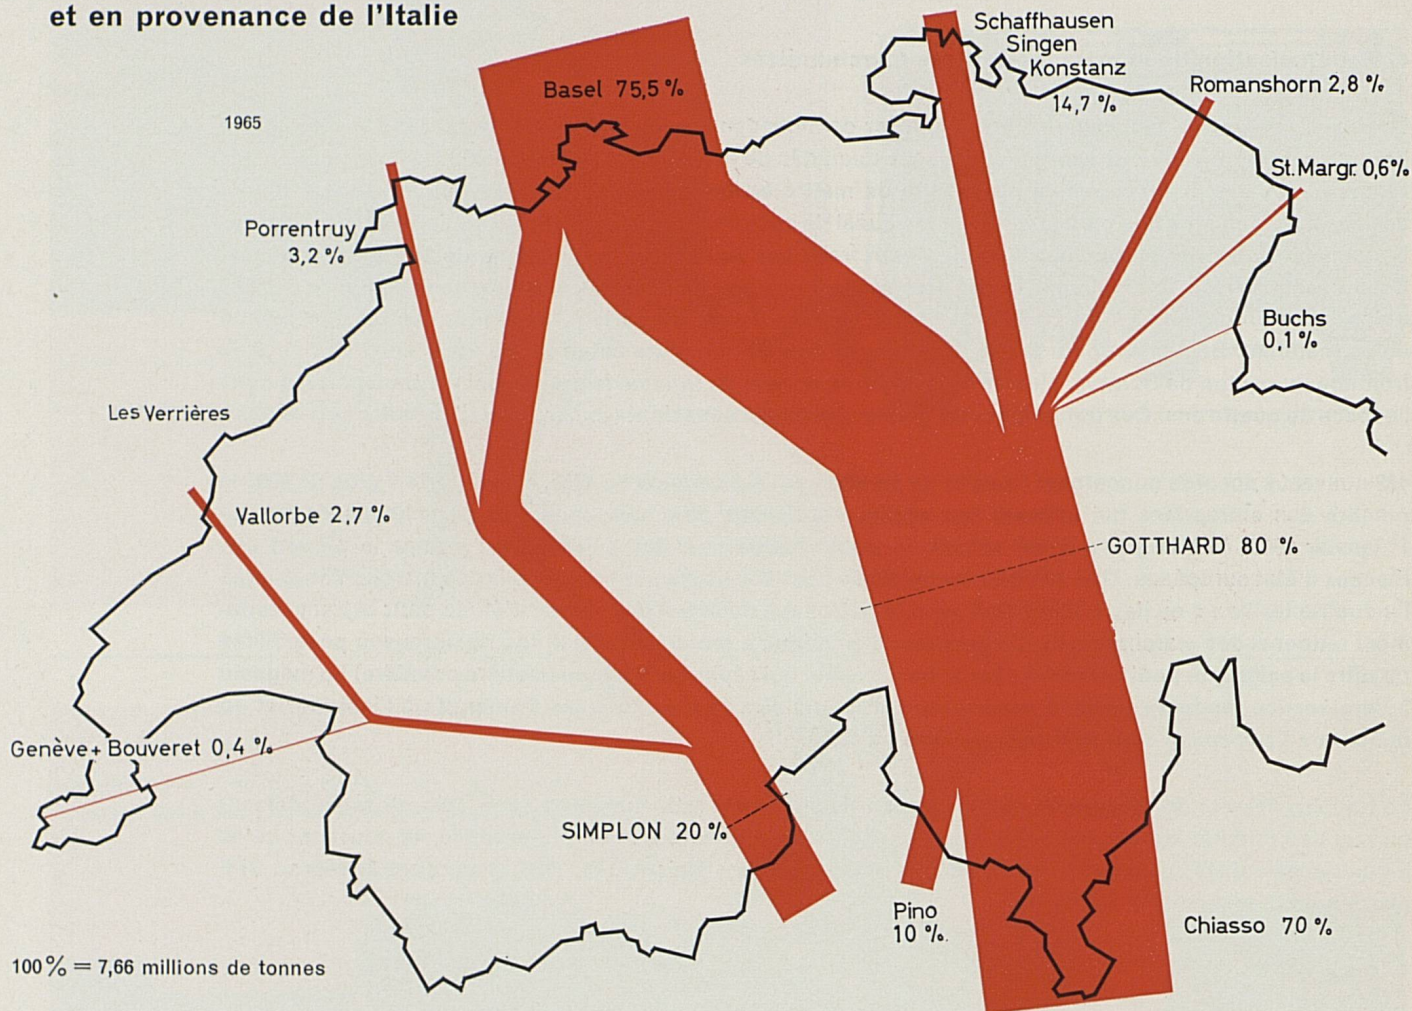 et en provenance de l'Italie
1965
Basel 75,5 %
Schaffhausen
Singen
Konstanz
14,7 %
Romanshorn 2,8 %
St.Margr. 0,6%
Porrentruy
3,2 %
Buchs
0,1 %
Les Verrières
Vallorbe 2,7 %
GOTTHARD 80 %
Genève + Bouveret 0,4 %
SIMPLON 20 %
Pino
10 %.
Chiasso 70 %
100% = 7,66 millions de tonnes